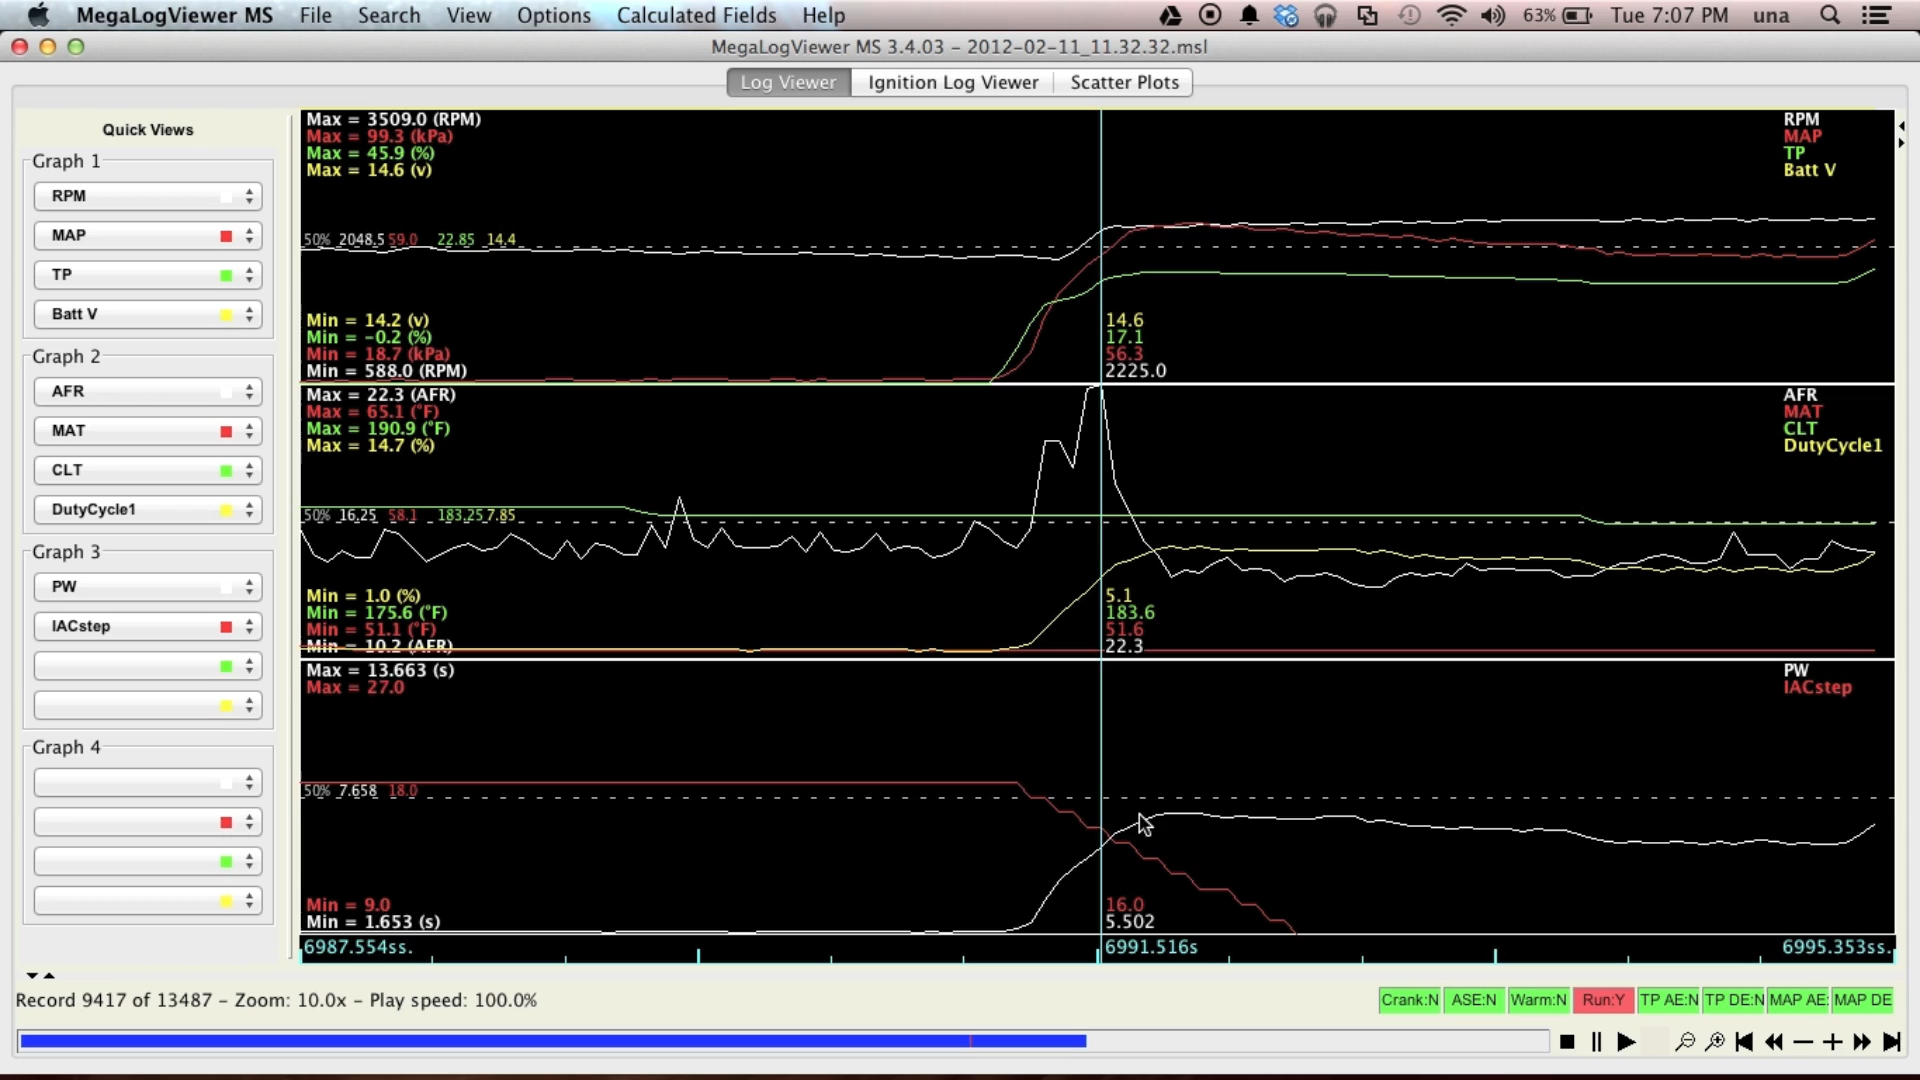 MegaLogViewer MS File Search View Options Calculated Fields Help 63% Tue 7:07 PM una
MegaLogViewer MS 3.4.03 – 2012-02-11_11.32.32.msl
Log Viewer Ignition Log Viewer Scatter Plots
Quick Views
Graph 1
RPM
MAP
TP
Batt V
Graph 2
AFR
MAT
CLT
DutyCycle1
Graph 3
PW
IACstep
Graph 4
Max = 3509.0 (RPM)
Max = 99.3 (kPa)
Max = 45.9 (%)
Max = 14.6 (v)
RPM
MAP
TP
Batt V
50% 2048.5 59.0 22.85 14.4
Min = 14.2 (v)
Min = -0.2 (%)
Min = 18.7 (kPa)
Min = 588.0 (RPM)
14.6
17.1
56.3
2225.0
Max = 22.3 (AFR)
Max = 65.1 (°F)
Max = 190.9 (°F)
Max = 14.7 (%)
AFR
MAT
CLT
DutyCycle1
50% 16.25 58.1 183.25 7.85
Min = 1.0 (%)
Min = 175.6 (°F)
Min = 51.1 (°F)
Min = 10.2 (AFR)
5.1
183.6
51.6
22.3
Max = 13.663 (s)
Max = 27.0
PW
IACstep
50% 7.658 18.0
Min = 9.0
Min = 1.653 (s)
16.0
5.502
6987.554ss. 6991.516s 6995.353ss.
Record 9417 of 13487 – Zoom: 10.0x – Play speed: 100.0%
Crank:N ASE:N Warm:N Run:Y TP AE:N TP DE:N MAP AE: MAP DE